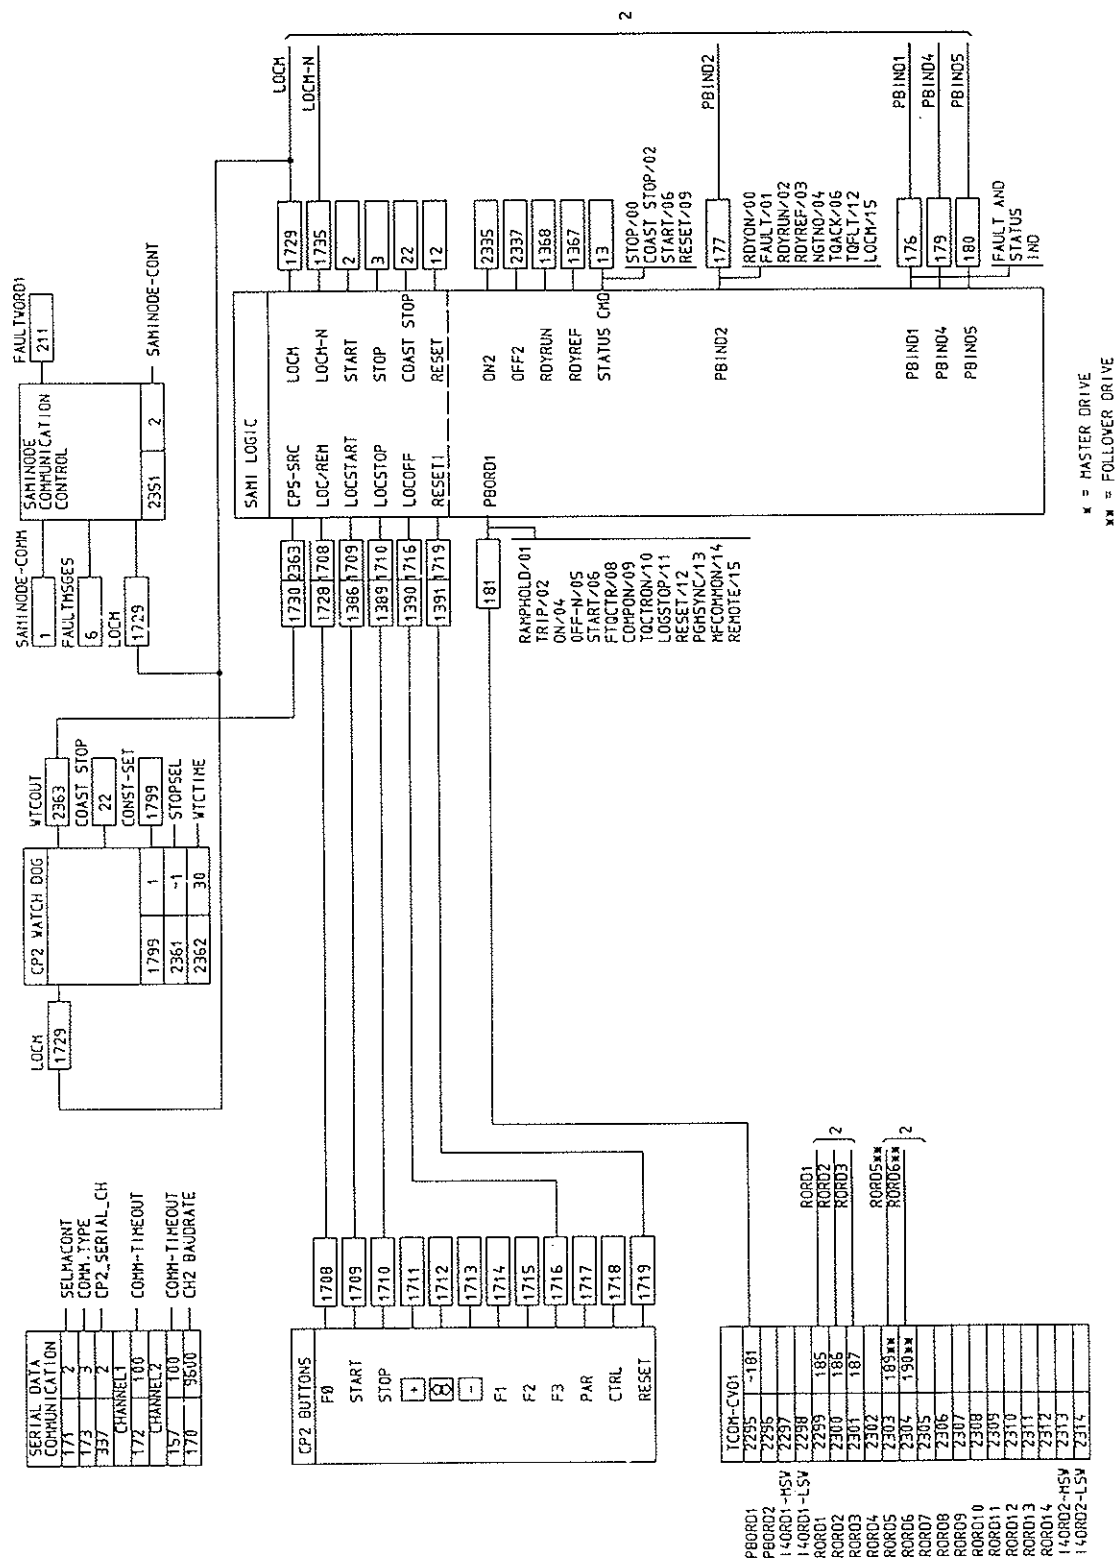 SERIAL DATA
COMMUNICATION
171 2 SELMACONT
173 3 COMM.TYPE
337 2 CP2_SERIAL_CH
CHANNEL1
172 100 COMM-TIMEOUT
CHANNEL2
157 100 COMM-TIMEOUT
170 9600 CH2 BAUDRATE
LOCM
1729
CP2 WATCH DOG
WTCOUT
2363
COAST STOP
22
CONST-SET
1799
1799 1
2361 -1 STOPSEL
2362 30 WTCTIME
SAMINODE-COMM
1
FAULTMSGES
6
LOCM
1729
SAMINODE
COMMUNICATION
CONTROL
2351 2
FAULTWORD1
211
SAMINODE-CONT
CP2 BUTTONS
F0 1708
START 1709
STOP 1710
+ 1711
1712
- 1713
F1 1714
F2 1715
F3 1716
PAR 1717
CTRL 1718
RESET 1719
SAMI LOGIC
1730 2363 CPS-SRC LOCM 1729 LOCM
1728 1708 LOC/REM LOCM-N 1735 LOCM-N
1386 1709 LOCSTART START 2
1389 1710 LOCSTOP STOP 3
1390 1716 LOCOFF COAST STOP 22
1391 1719 RESET1 RESET 12
181 PBORD1
RAMPHOLD/01
TRIP/02
ON/04
OFF-N/05
START/06
FTQCTR/08
COMPON/09
TQCTRON/10
LOGSTOP/11
RESET/12
PGMSYNC/13
MFCOMMON/14
REMOTE/15
ON2 2335
OFF2 2337
RDYRUN 1368
RDYREF 1367
STATUS CMD 13
STOP/00
COAST STOP/02
START/06
RESET/09
PBIND2 177 PBIND2
RDYON/00
FAULT/01
RDYRUN/02
RDYREF/03
NGTNO/04
TQACK/06
TQFLT/12
LOCM/15
PBIND1 176 PBIND1
PBIND4 179 PBIND4
PBIND5 180 PBIND5
FAULT AND
STATUS
IND
2
TCOM-CV01
PBORD1 2295 -181
PBORD2 2296
I4ORD1-MSW 2297
I4ORD1-LSW 2298
RORD1 2299 185 RORD1
RORD2 2300 186 RORD2
RORD3 2301 187 RORD3
2
RORD4 2302
RORD5 2303 189** RORD5**
RORD6 2304 190** RORD6**
2
RORD7 2305
RORD8 2306
RORD9 2307
RORD10 2308
RORD11 2309
RORD12 2310
RORD13 2311
RORD14 2312
I4ORD2-MSW 2313
I4ORD2-LSW 2314
* = MASTER DRIVE
** = FOLLOWER DRIVE